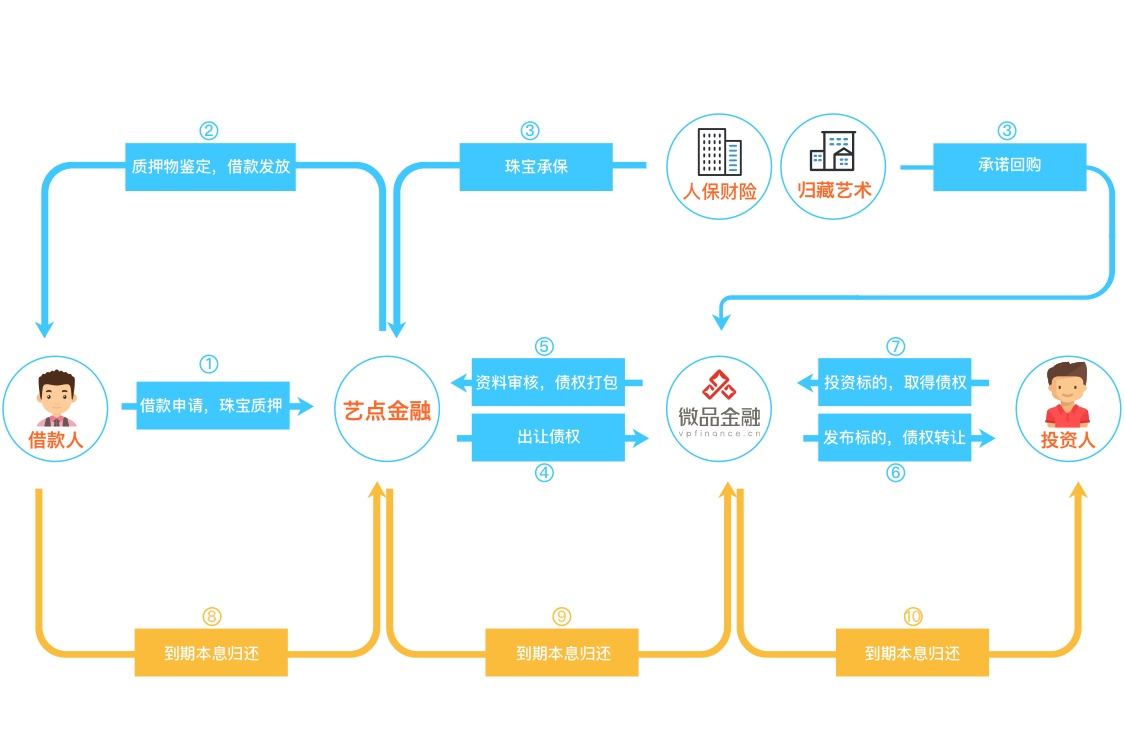 ②
质押物鉴定，借款发放
③
珠宝承保
人保财险
归藏艺术
③
承诺回购
①
借款申请，珠宝质押
借款人
艺点金融
⑤
资料审核，债权打包
出让债权
④
微品金融
vpfinance.cn
⑦
投资标的，取得债权
发布标的，债权转让
⑥
投资人
⑧
到期本息归还
⑨
到期本息归还
⑩
到期本息归还